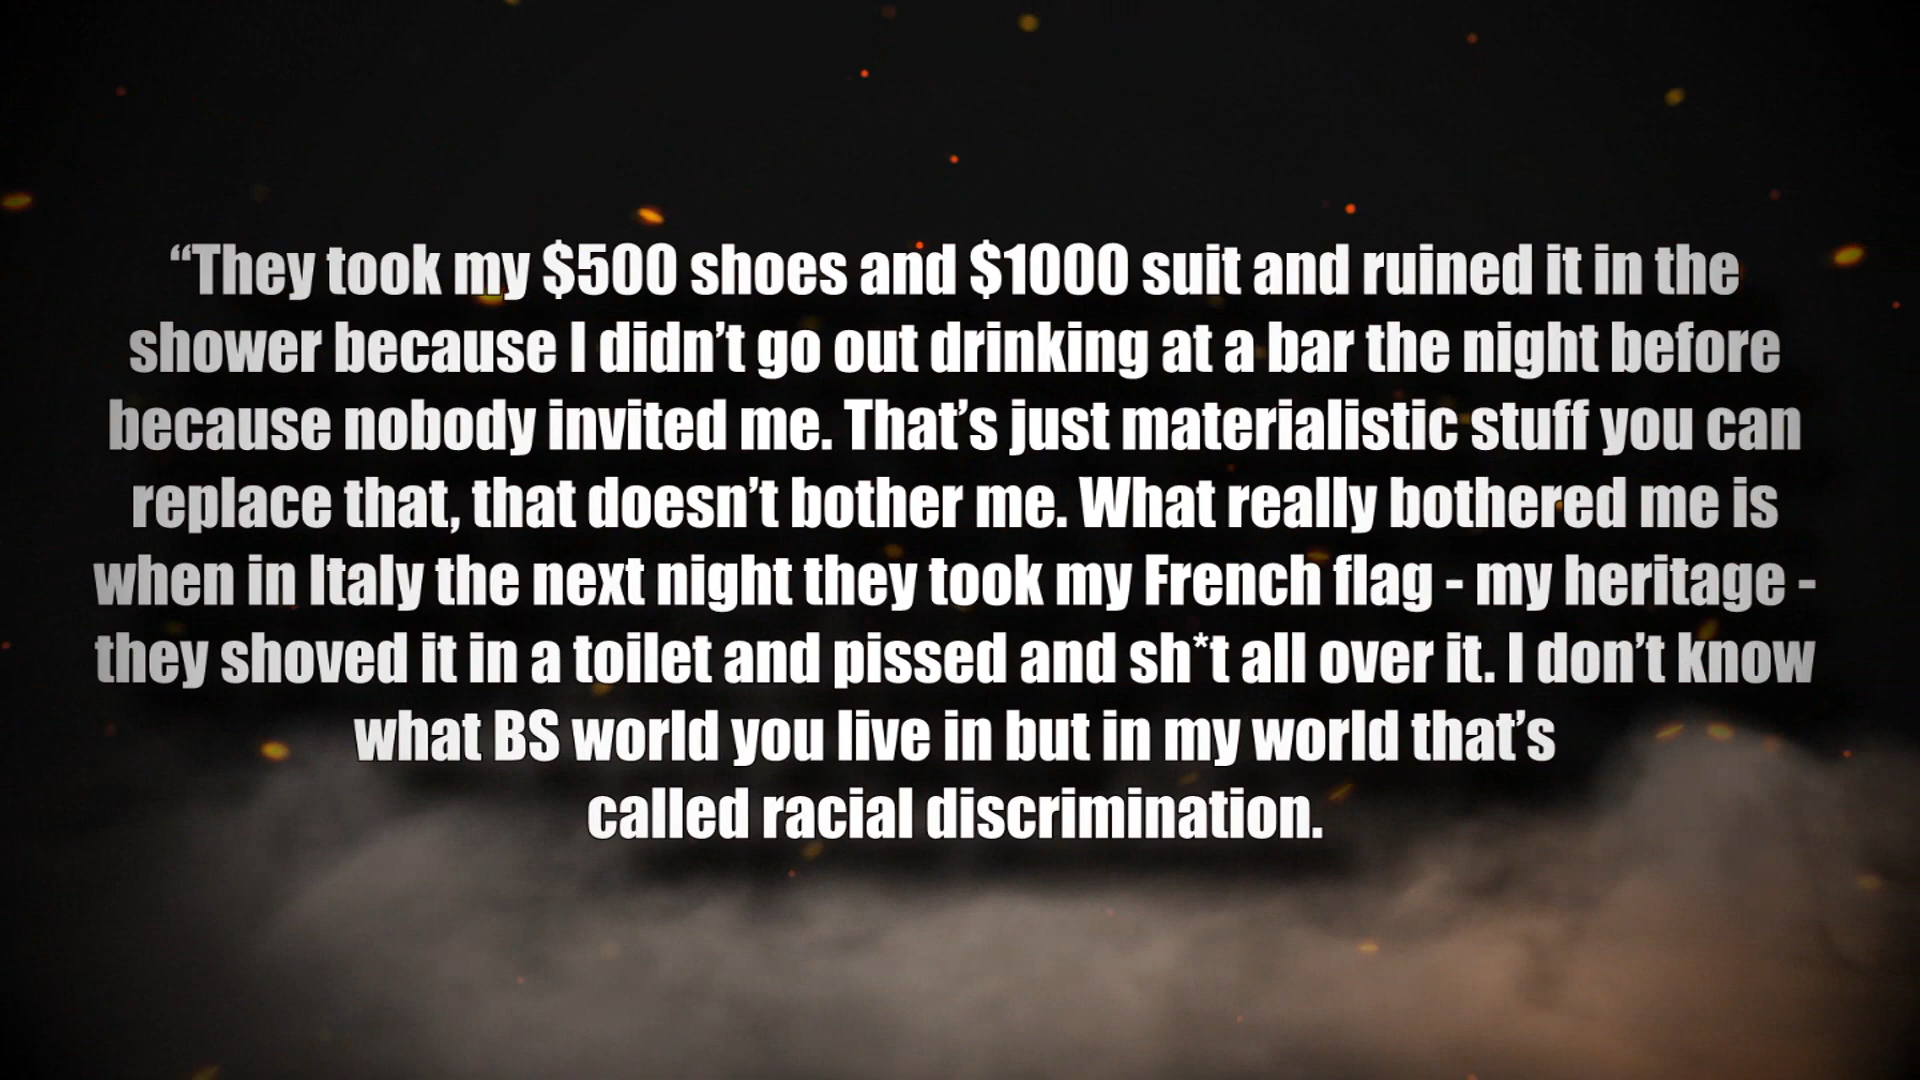 “They took my $500 shoes and $1000 suit and ruined it in the
shower because I didn’t go out drinking at a bar the night before
because nobody invited me. That’s just materialistic stuff you can
replace that, that doesn’t bother me. What really bothered me is
when in Italy the next night they took my French flag - my heritage -
they shoved it in a toilet and pissed and sh*t all over it. I don’t know
what BS world you live in but in my world that’s
called racial discrimination.